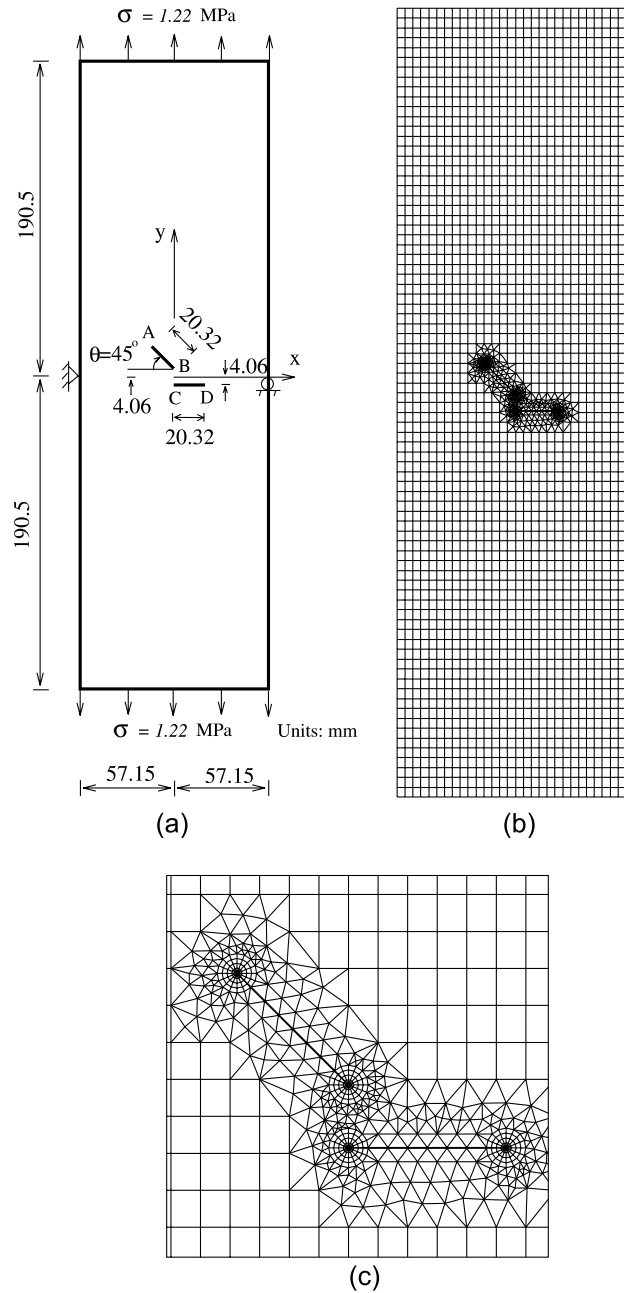 σ = 1.22 MPa
190.5
y
20.32
A
θ=45°
B
x
4.06
C D
4.06
20.32
190.5
σ = 1.22 MPa
Units: mm
57.15
57.15
(a)
(b)
(c)